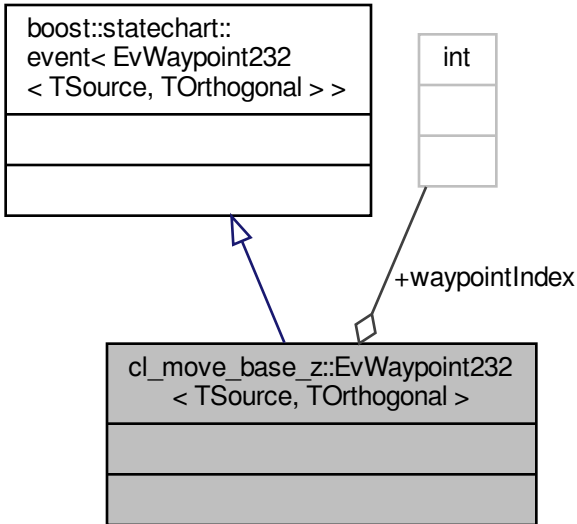 boost::statechart::
event< EvWaypoint232
< TSource, TOrthogonal > >
int
+waypointIndex
cl_move_base_z::EvWaypoint232
< TSource, TOrthogonal >